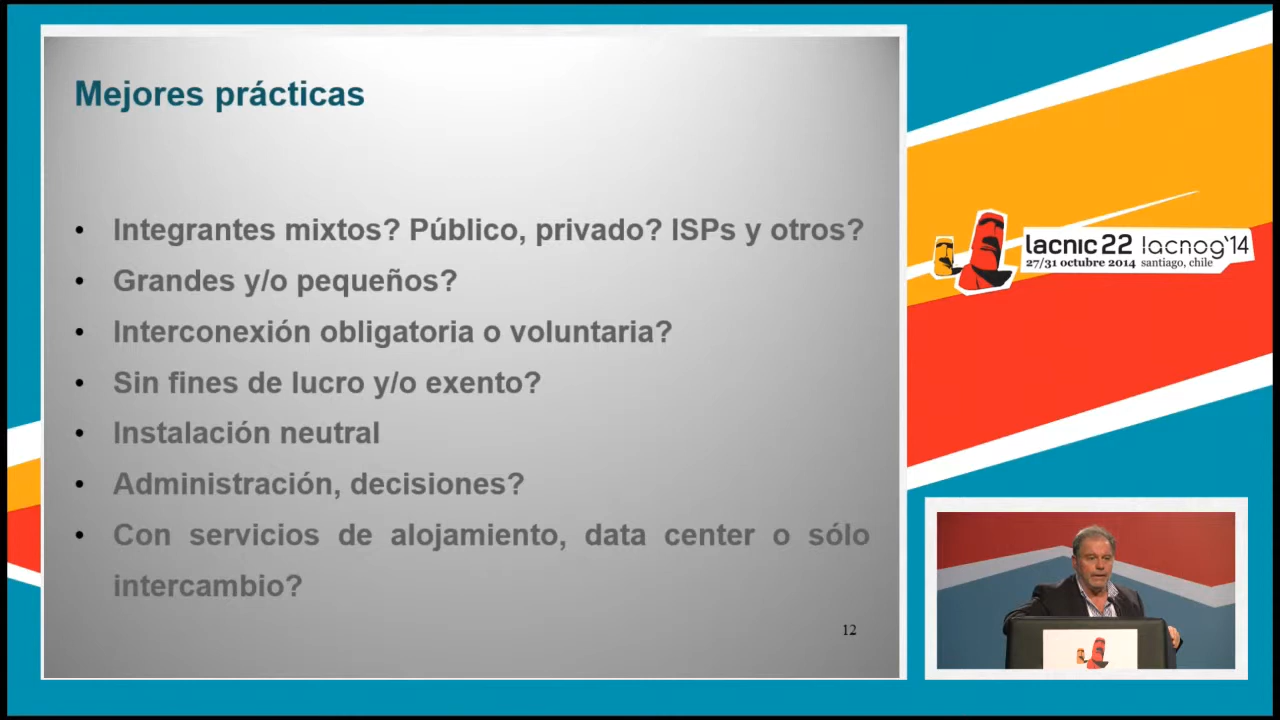 Mejores prácticas
• Integrantes mixtos? Público, privado? ISPs y otros?
• Grandes y/o pequeños?
• Interconexión obligatoria o voluntaria?
• Sin fines de lucro y/o exento?
• Instalación neutral
• Administración, decisiones?
• Con servicios de alojamiento, data center o sólo
intercambio?
12
lacnic 22 lacnog'14
27/31 octubre 2014 santiago, chile